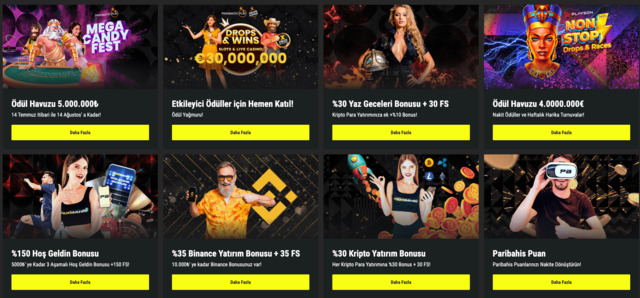 MEGA
CANDY
FEST
Ödül Havuzu 5.000.000₺
14 Temmuz itibari ile 14 Ağustos' a Kadar!
Daha Fazla
DROPS
& WINS
SLOTS & LIVE CASINO
€30,000,000
Etkileyici Ödüller için Hemen Katıl!
Ödül Yağmuru!
Daha Fazla
%30 Yaz Geceleri Bonusu + 30 FS
Kripto Para Yatırımınıza ek +%10 Bonus!
Daha Fazla
PLAYSON
NON
STOP!
Drops & Races
Ödül Havuzu 4.0000.000€
Nakit Ödüller ve Haftalık Harika Turnuvalar!
Daha Fazla
%150 Hoş Geldin Bonusu
5000₺' ye Kadar 3 Aşamalı Hoş Geldin Bonusu +150 FS!
Daha Fazla
%35 Binance Yatırım Bonusu + 35 FS
10.000₺' ye kadar Binance Bonusunuz var!
Daha Fazla
%30 Kripto Yatırım Bonusu
Her Kripto Para Yatırımına %30 Bonus + 30 FS!
Daha Fazla
PB
Paribahis Puan
Paribahis Puanlarınızı Nakite Dönüştürün!
Daha Fazla